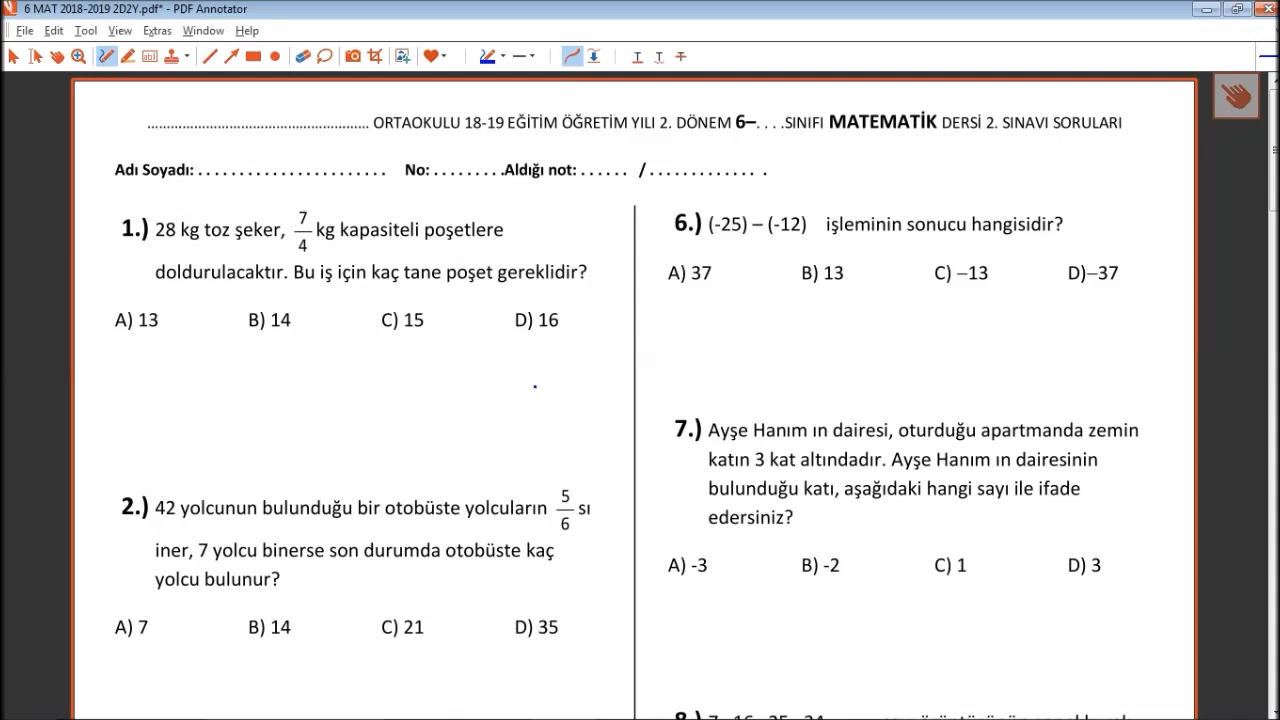 6 MAT 2018-2019 2D2Y.pdf* - PDF Annotator
File Edit Tool View Extras Window Help
........................................................ ORTAOKULU 18-19 EĞİTİM ÖĞRETİM YILI 2. DÖNEM 6–. . . .SINIFI MATEMATİK DERSİ 2. SINAVI SORULARI
Adı Soyadı: . . . . . . . . . . . . . . . . . . . . . . . No: . . . . . . . . .Aldığı not: . . . . . . / . . . . . . . . . . . . . .
1.) 28 kg toz şeker, 7/4 kg kapasiteli poşetlere
doldurulacaktır. Bu iş için kaç tane poşet gereklidir?
A) 13 B) 14 C) 15 D) 16
2.) 42 yolcunun bulunduğu bir otobüste yolcuların 5/6 sı
iner, 7 yolcu binerse son durumda otobüste kaç
yolcu bulunur?
A) 7 B) 14 C) 21 D) 35
6.) (-25) – (-12) işleminin sonucu hangisidir?
A) 37 B) 13 C) –13 D)–37
7.) Ayşe Hanım ın dairesi, oturduğu apartmanda zemin
katın 3 kat altındadır. Ayşe Hanım ın dairesinin
bulunduğu katı, aşağıdaki hangi sayı ile ifade
edersiniz?
A) -3 B) -2 C) 1 D) 3